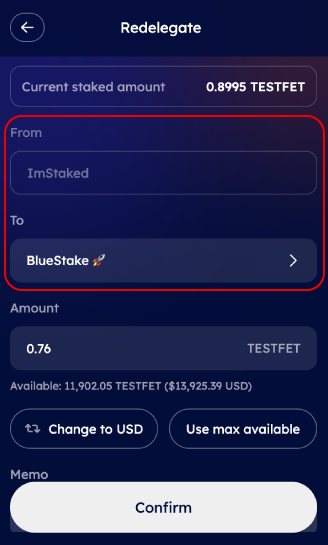 Redelegate
Current staked amount 0.8995 TESTFET
From
ImStaked
To
BlueStake 🚀
Amount
0.76 TESTFET
Available: 11,902.05 TESTFET ($13,925.39 USD)
Change to USD Use max available
Memo
Confirm